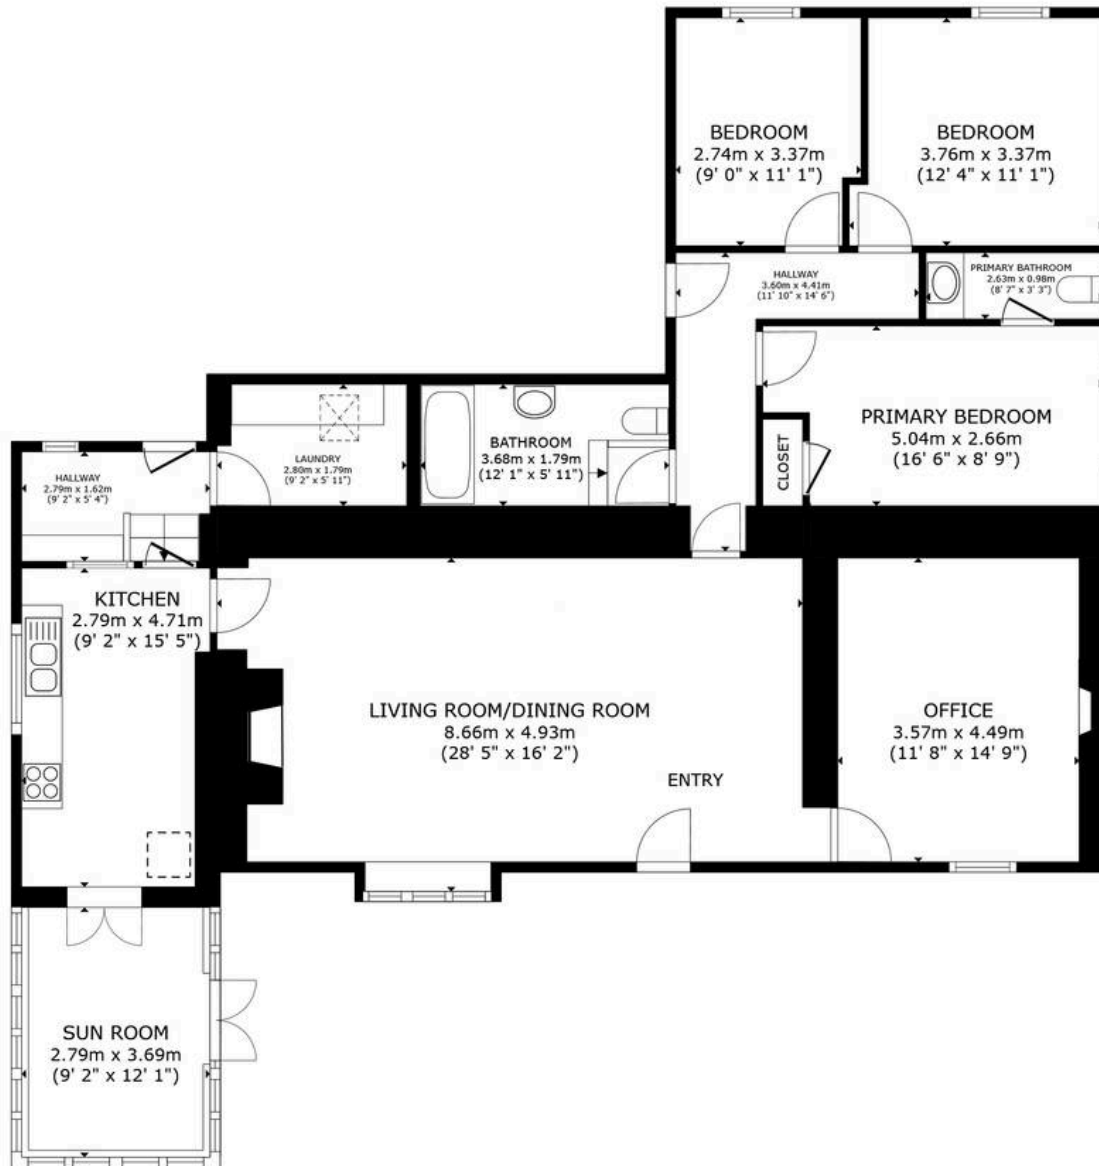 BEDROOM
2.74m x 3.37m
(9' 0" x 11' 1")
BEDROOM
3.76m x 3.37m
(12' 4" x 11' 1")
HALLWAY
3.60m x 4.41m
(11' 10" x 14' 6")
PRIMARY BATHROOM
2.63m x 0.98m
(8' 7" x 3' 3")
PRIMARY BEDROOM
5.04m x 2.66m
(16' 6" x 8' 9")
CLOSET
BATHROOM
3.68m x 1.79m
(12' 1" x 5' 11")
LAUNDRY
2.80m x 1.79m
(9' 2" x 5' 11")
HALLWAY
2.79m x 1.62m
(9' 2" x 5' 4")
KITCHEN
2.79m x 4.71m
(9' 2" x 15' 5")
LIVING ROOM/DINING ROOM
8.66m x 4.93m
(28' 5" x 16' 2")
ENTRY
OFFICE
3.57m x 4.49m
(11' 8" x 14' 9")
SUN ROOM
2.79m x 3.69m
(9' 2" x 12' 1")